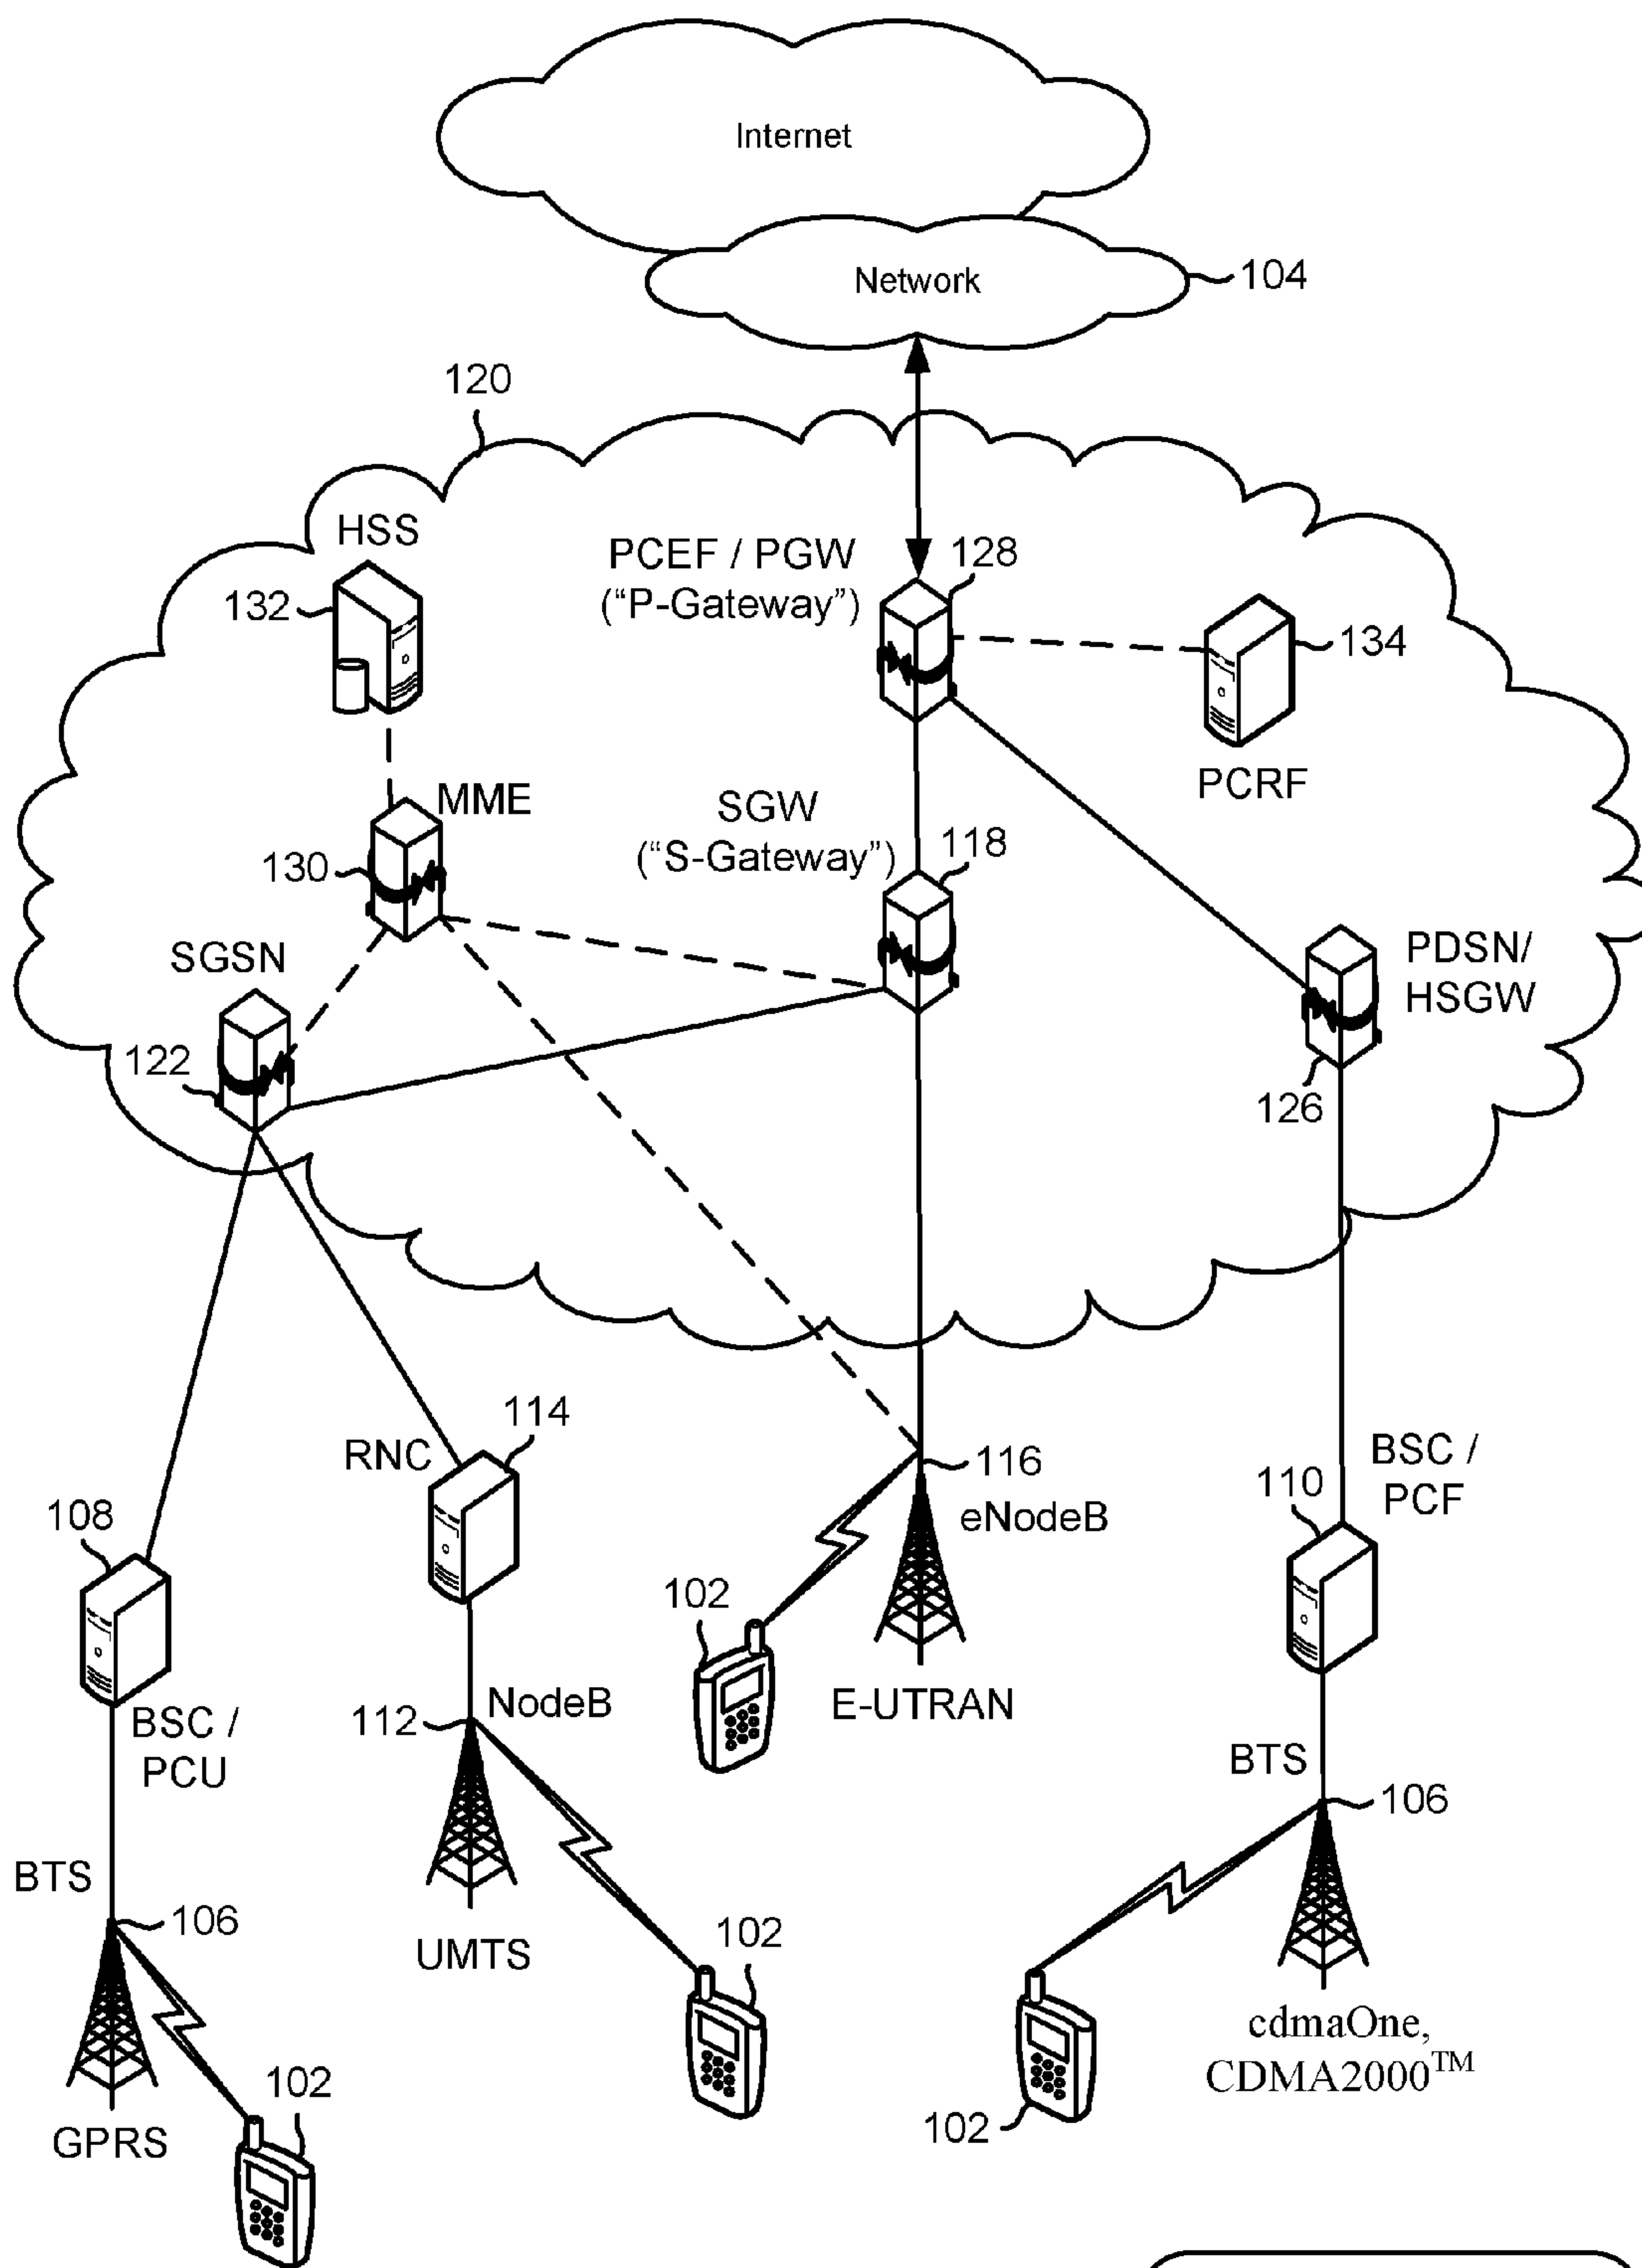 Internet
Network
104
120
HSS
132
PCEF / PGW
(“P-Gateway”)
128
134
PCRF
MME
130
SGW
(“S-Gateway”)
118
SGSN
122
PDSN/
HSGW
126
RNC
114
116
eNodeB
BSC /
PCF
110
108
102
E-UTRAN
BSC /
PCU
NodeB
112
BTS
106
BTS
106
UMTS
102
cdmaOne,
CDMA2000™
102
GPRS
102